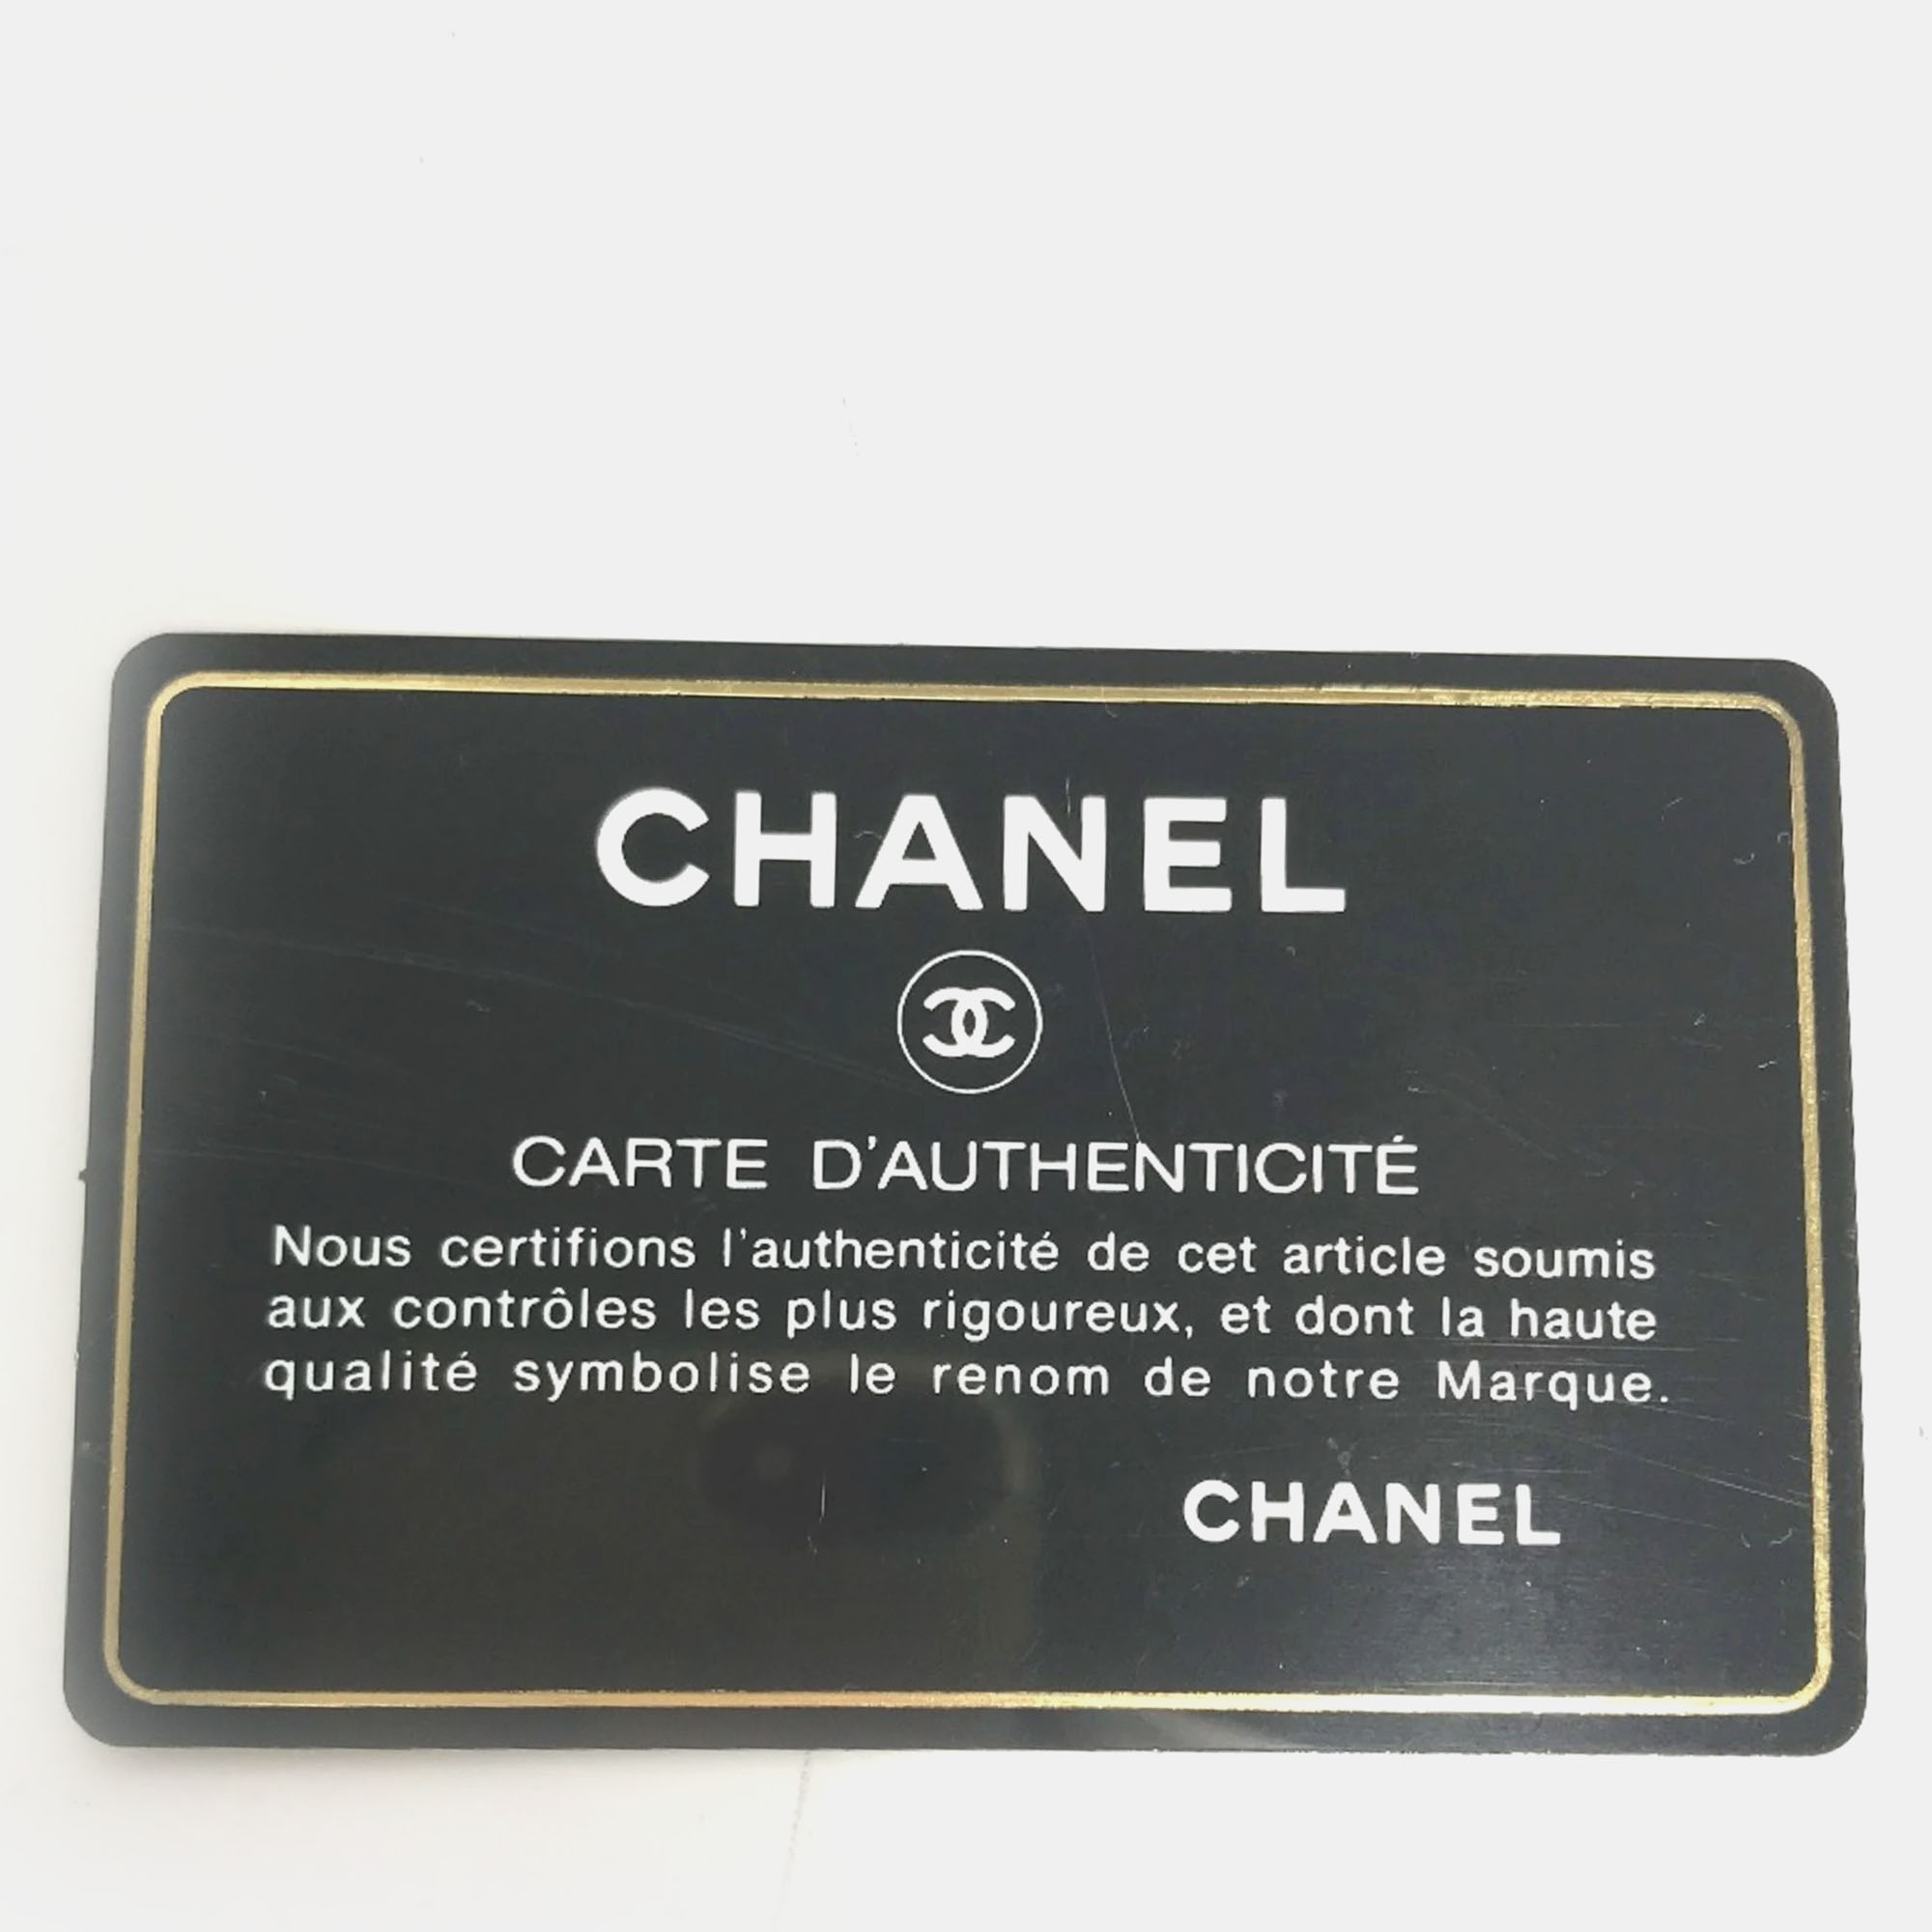 CHANEL
CARTE D'AUTHENTICITÉ
Nous certifions l'authenticité de cet article soumis
aux contrôles les plus rigoureux, et dont la haute
qualité symbolise le renom de notre Marque.
CHANEL